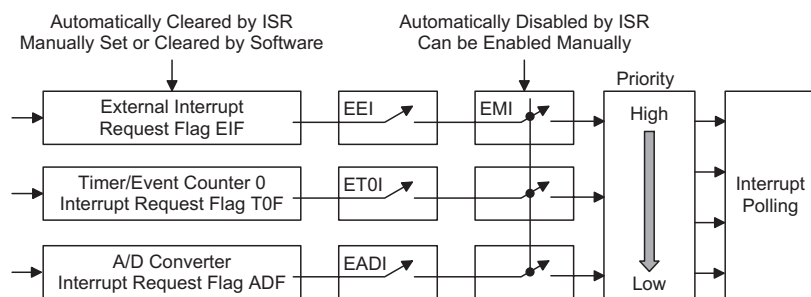 Automatically Cleared by ISR
Manually Set or Cleared by Software
Automatically Disabled by ISR
Can be Enabled Manually
Priority
External Interrupt
Request Flag EIF
EEI
EMI
High
Timer/Event Counter 0
Interrupt Request Flag T0F
ET0I
Interrupt
Polling
A/D Converter
Interrupt Request Flag ADF
EADI
Low